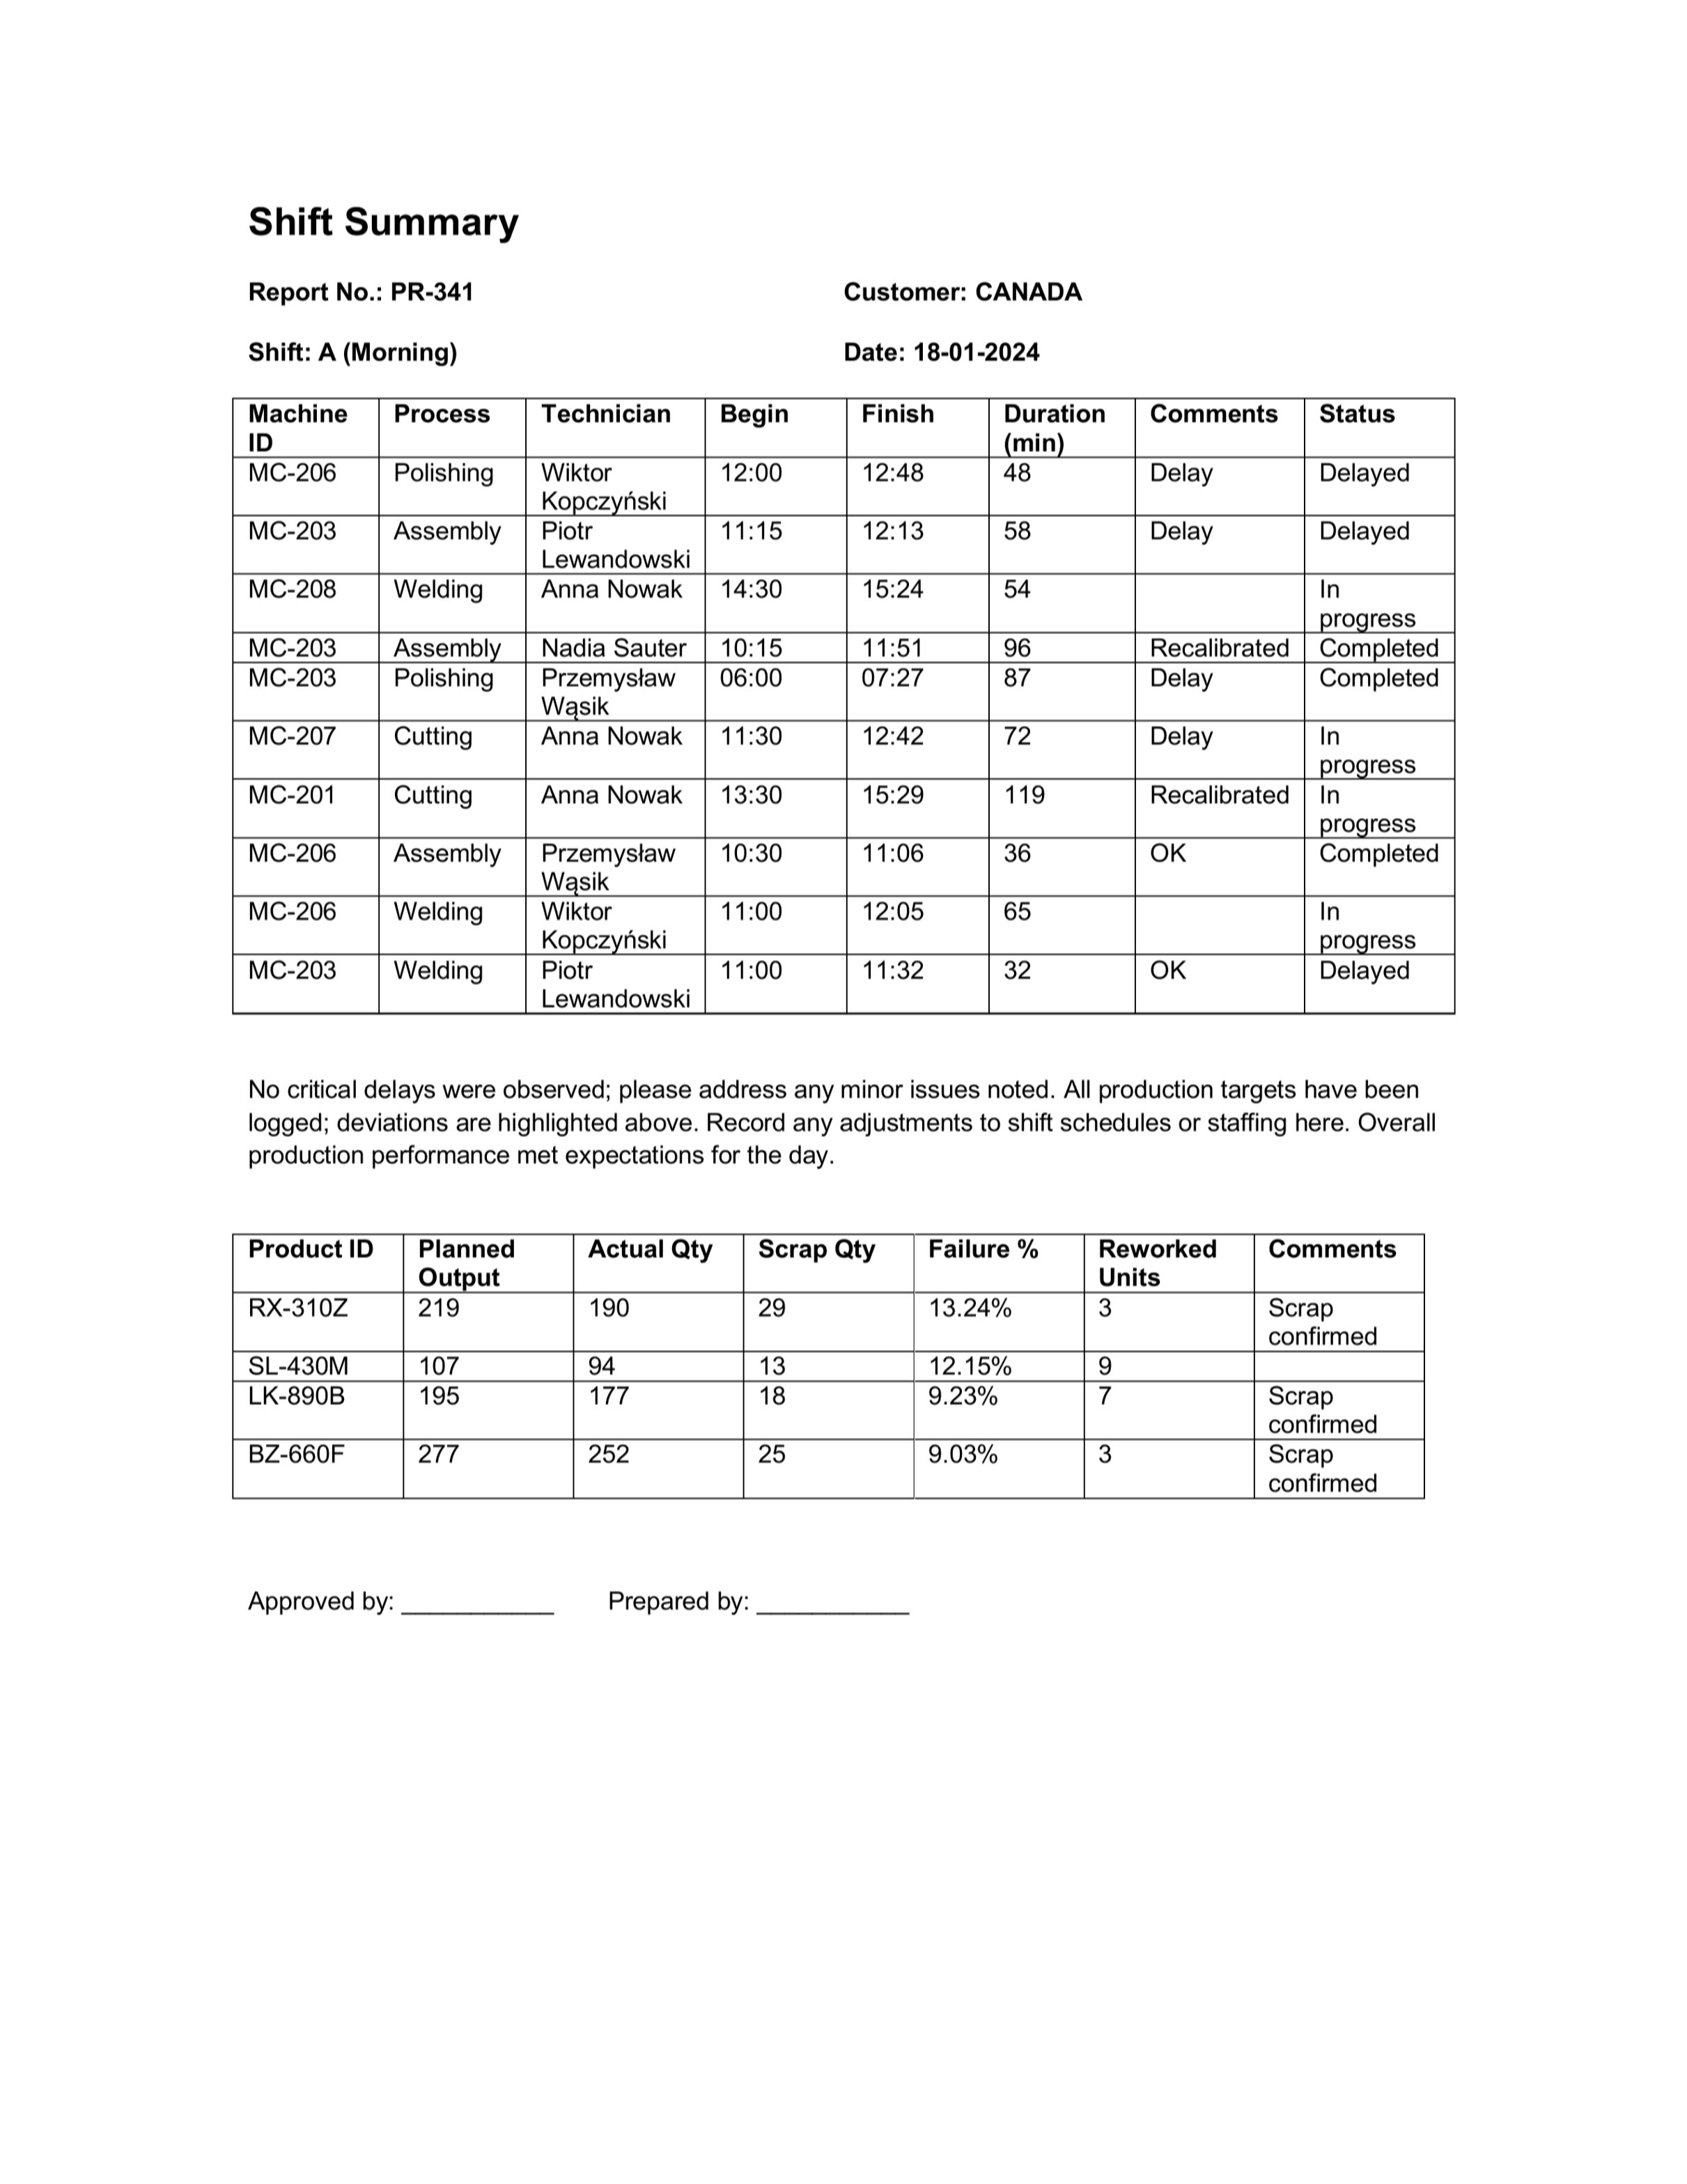 Shift Summary
Report No.: PR-341 Customer: CANADA
Shift: A (Morning) Date: 18-01-2024
Machine ID Process Technician Begin Finish Duration (min) Comments Status
MC-206 Polishing Wiktor Kopczyński 12:00 12:48 48 Delay Delayed
MC-203 Assembly Piotr Lewandowski 11:15 12:13 58 Delay Delayed
MC-208 Welding Anna Nowak 14:30 15:24 54 In progress
MC-203 Assembly Nadia Sauter 10:15 11:51 96 Recalibrated Completed
MC-203 Polishing Przemysław Wąsik 06:00 07:27 87 Delay Completed
MC-207 Cutting Anna Nowak 11:30 12:42 72 Delay In progress
MC-201 Cutting Anna Nowak 13:30 15:29 119 Recalibrated In progress
MC-206 Assembly Przemysław Wąsik 10:30 11:06 36 OK Completed
MC-206 Welding Wiktor Kopczyński 11:00 12:05 65 In progress
MC-203 Welding Piotr Lewandowski 11:00 11:32 32 OK Delayed
No critical delays were observed; please address any minor issues noted. All production targets have been
logged; deviations are highlighted above. Record any adjustments to shift schedules or staffing here. Overall
production performance met expectations for the day.
Product ID Planned Output Actual Qty Scrap Qty Failure % Reworked Units Comments
RX-310Z 219 190 29 13.24% 3 Scrap confirmed
SL-430M 107 94 13 12.15% 9
LK-890B 195 177 18 9.23% 7 Scrap confirmed
BZ-660F 277 252 25 9.03% 3 Scrap confirmed
Approved by: ___________ Prepared by: ___________